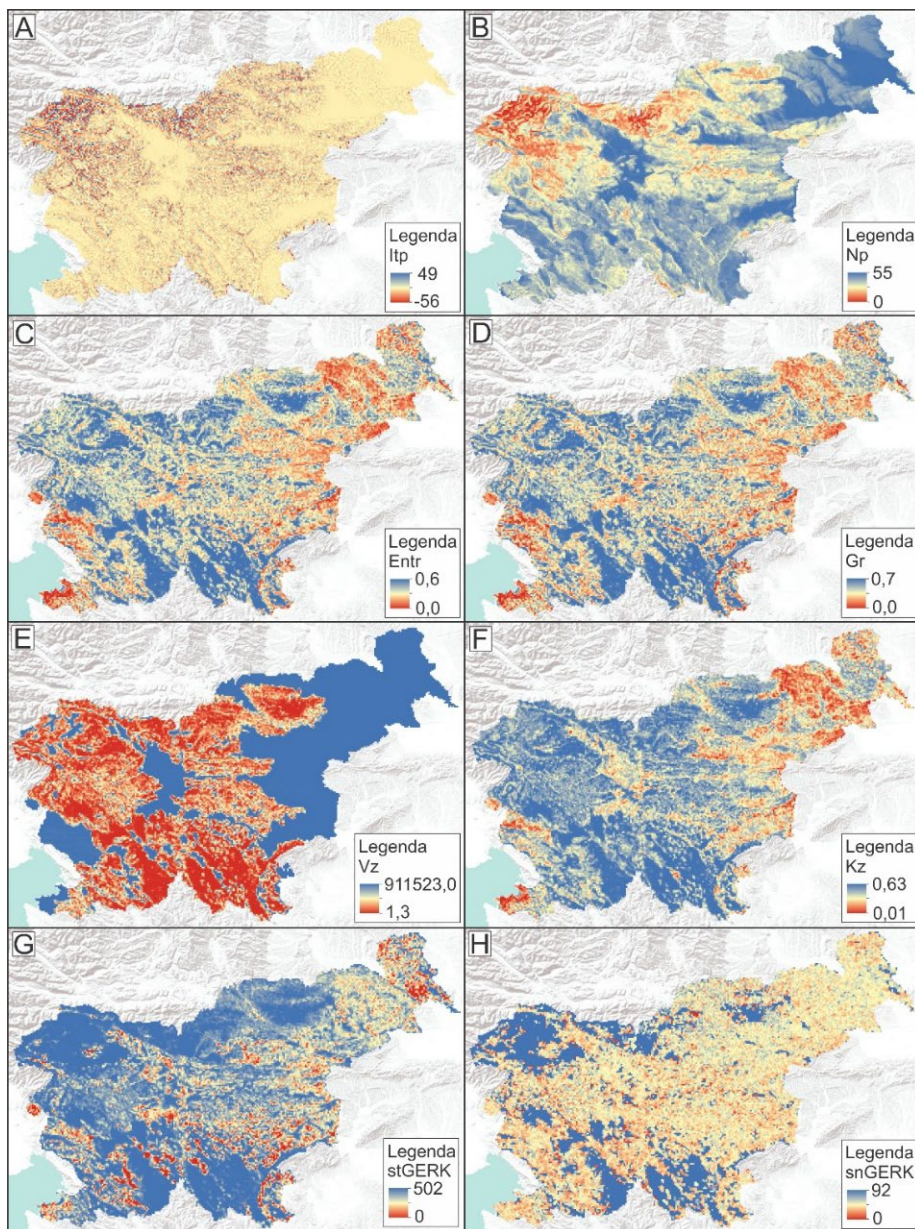 A
Legenda
Itp
49
-56
B
Legenda
Np
55
0
C
Legenda
Entr
0,6
0,0
D
Legenda
Gr
0,7
0,0
E
Legenda
Vz
911523,0
1,3
F
Legenda
Kz
0,63
0,01
G
Legenda
stGERK
502
0
H
Legenda
snGERK
92
0